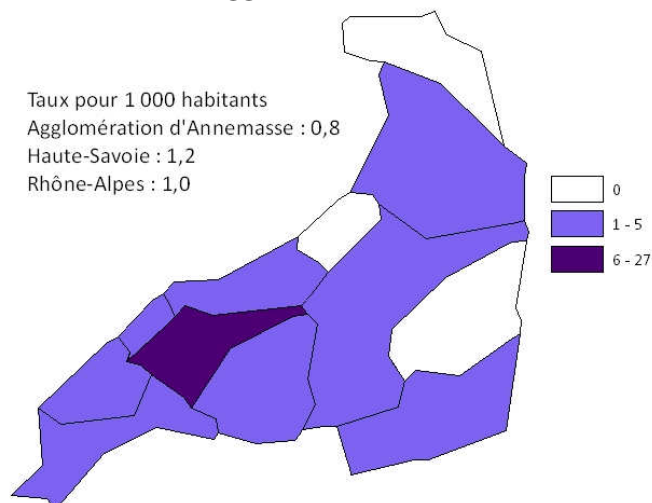 Taux pour 1 000 habitants
Agglomération d'Annemasse : 0,8
Haute-Savoie : 1,2
Rhône-Alpes : 1,0
0
1 - 5
6 - 27